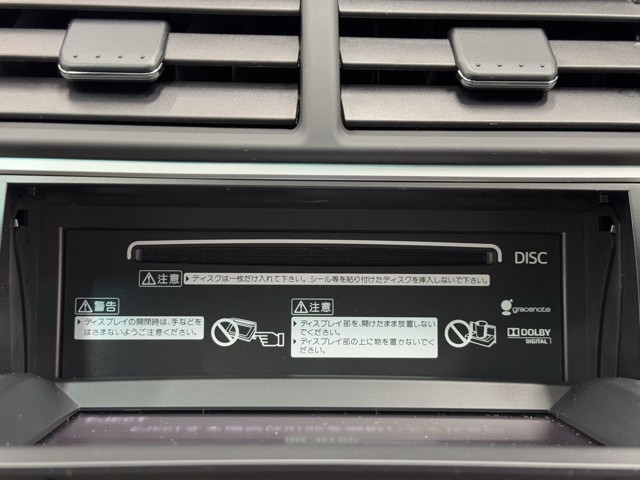 DISC
注意
ディスクは一枚だけ入れて下さい。シール等を貼り付けたディスクを挿入しないで下さい。
警告
ディスプレイの開閉時は、手などを
はさまないようご注意ください。
注意
ディスプレイ部を、開けたまま放置しない
でください。
ディスプレイ部の上に物を置かないでく
ださい。
gracenote
DOLBY
DIGITAL
EJECT